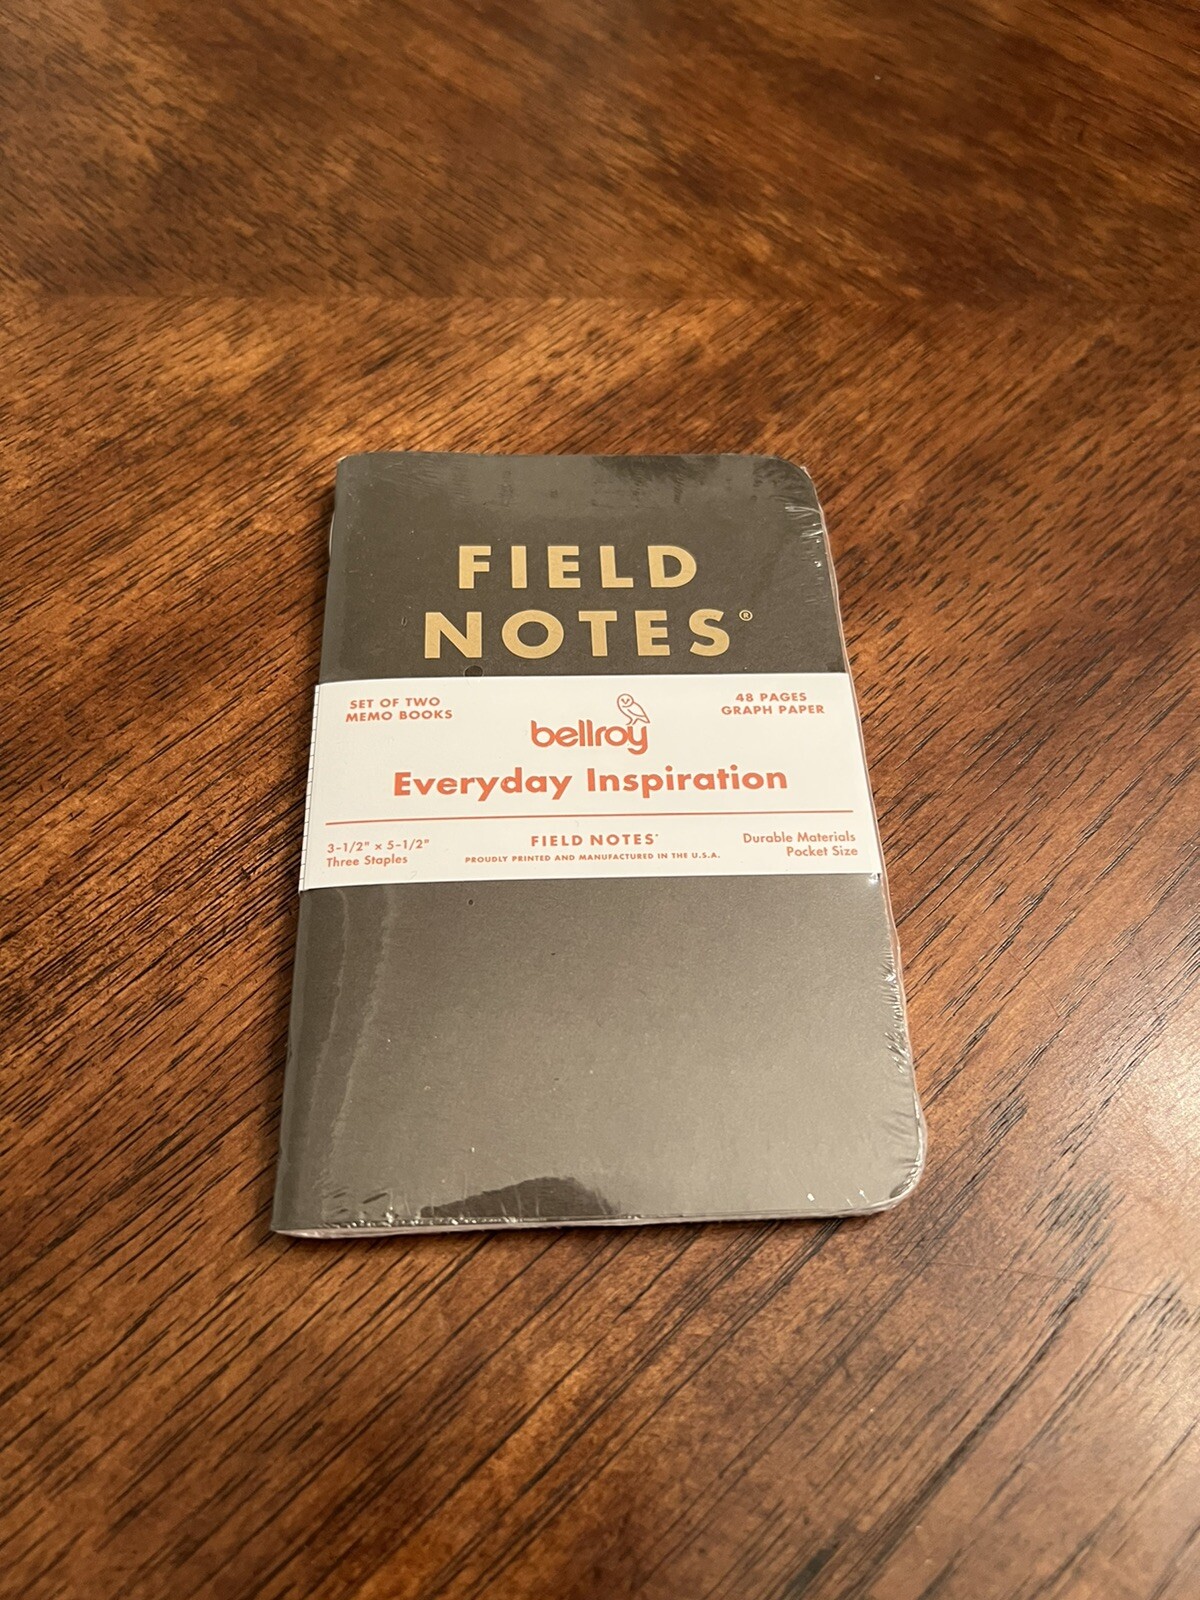 FIELD
NOTES®
SET OF TWO
MEMO BOOKS
bellroy
48 PAGES
GRAPH PAPER
Everyday Inspiration
3-1/2" × 5-1/2"
Three Staples
FIELD NOTES
PROUDLY PRINTED AND MANUFACTURED IN THE U.S.A.
Durable Materials
Pocket Size